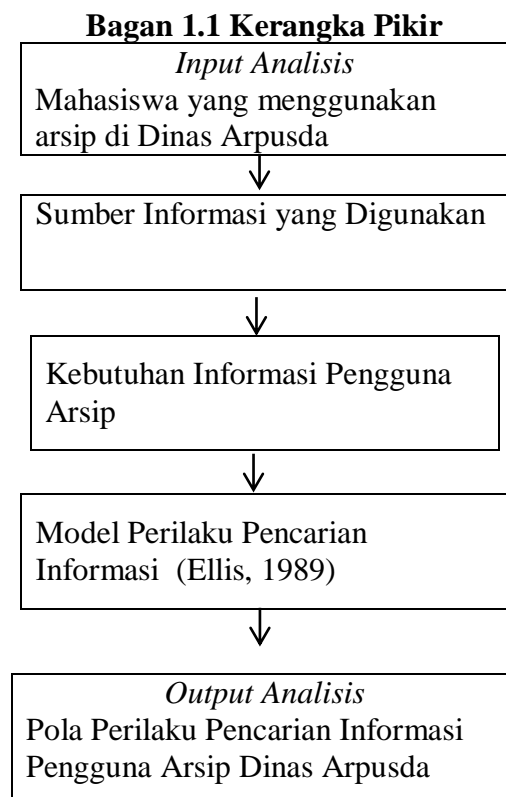 Bagan 1.1 Kerangka Pikir
Input Analisis
Mahasiswa yang menggunakan
arsip di Dinas Arpusda
Sumber Informasi yang Digunakan
Kebutuhan Informasi Pengguna
Arsip
Model Perilaku Pencarian
Informasi (Ellis, 1989)
Output Analisis
Pola Perilaku Pencarian Informasi
Pengguna Arsip Dinas Arpusda